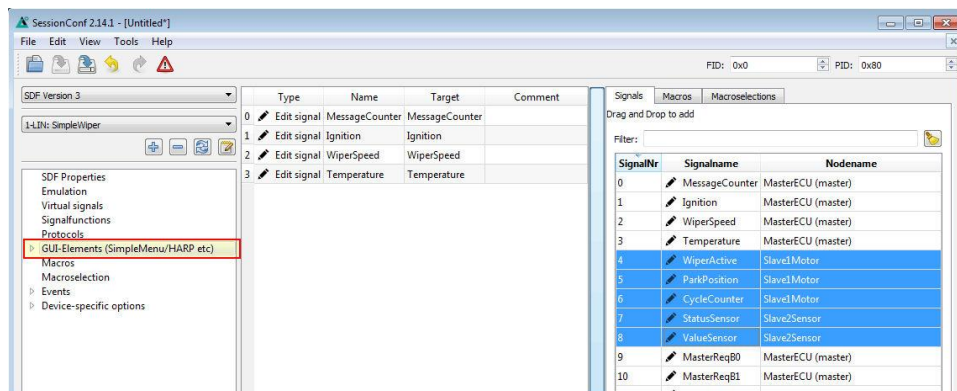 SessionConf 2.14.1 - [Untitled*]
File Edit View Tools Help
FID: 0x0 PID: 0x80
SDF Version 3
1-LIN: SimpleWiper
SDF Properties
Emulation
Virtual signals
Signalfunctions
Protocols
GUI-Elements (SimpleMenu/HARP etc)
Macros
Macroselection
Events
Device-specific options
Type Name Target Comment
0 Edit signal MessageCounter MessageCounter
1 Edit signal Ignition Ignition
2 Edit signal WiperSpeed WiperSpeed
3 Edit signal Temperature Temperature
Signals Macros Macroselections
Drag and Drop to add
Filter:
SignalNr Signalname Nodename
0 MessageCounter MasterECU (master)
1 Ignition MasterECU (master)
2 WiperSpeed MasterECU (master)
3 Temperature MasterECU (master)
4 WiperActive Slave1Motor
5 ParkPosition Slave1Motor
6 CycleCounter Slave1Motor
7 StatusSensor Slave2Sensor
8 ValueSensor Slave2Sensor
9 MasterReqB0 MasterECU (master)
10 MasterReqB1 MasterECU (master)